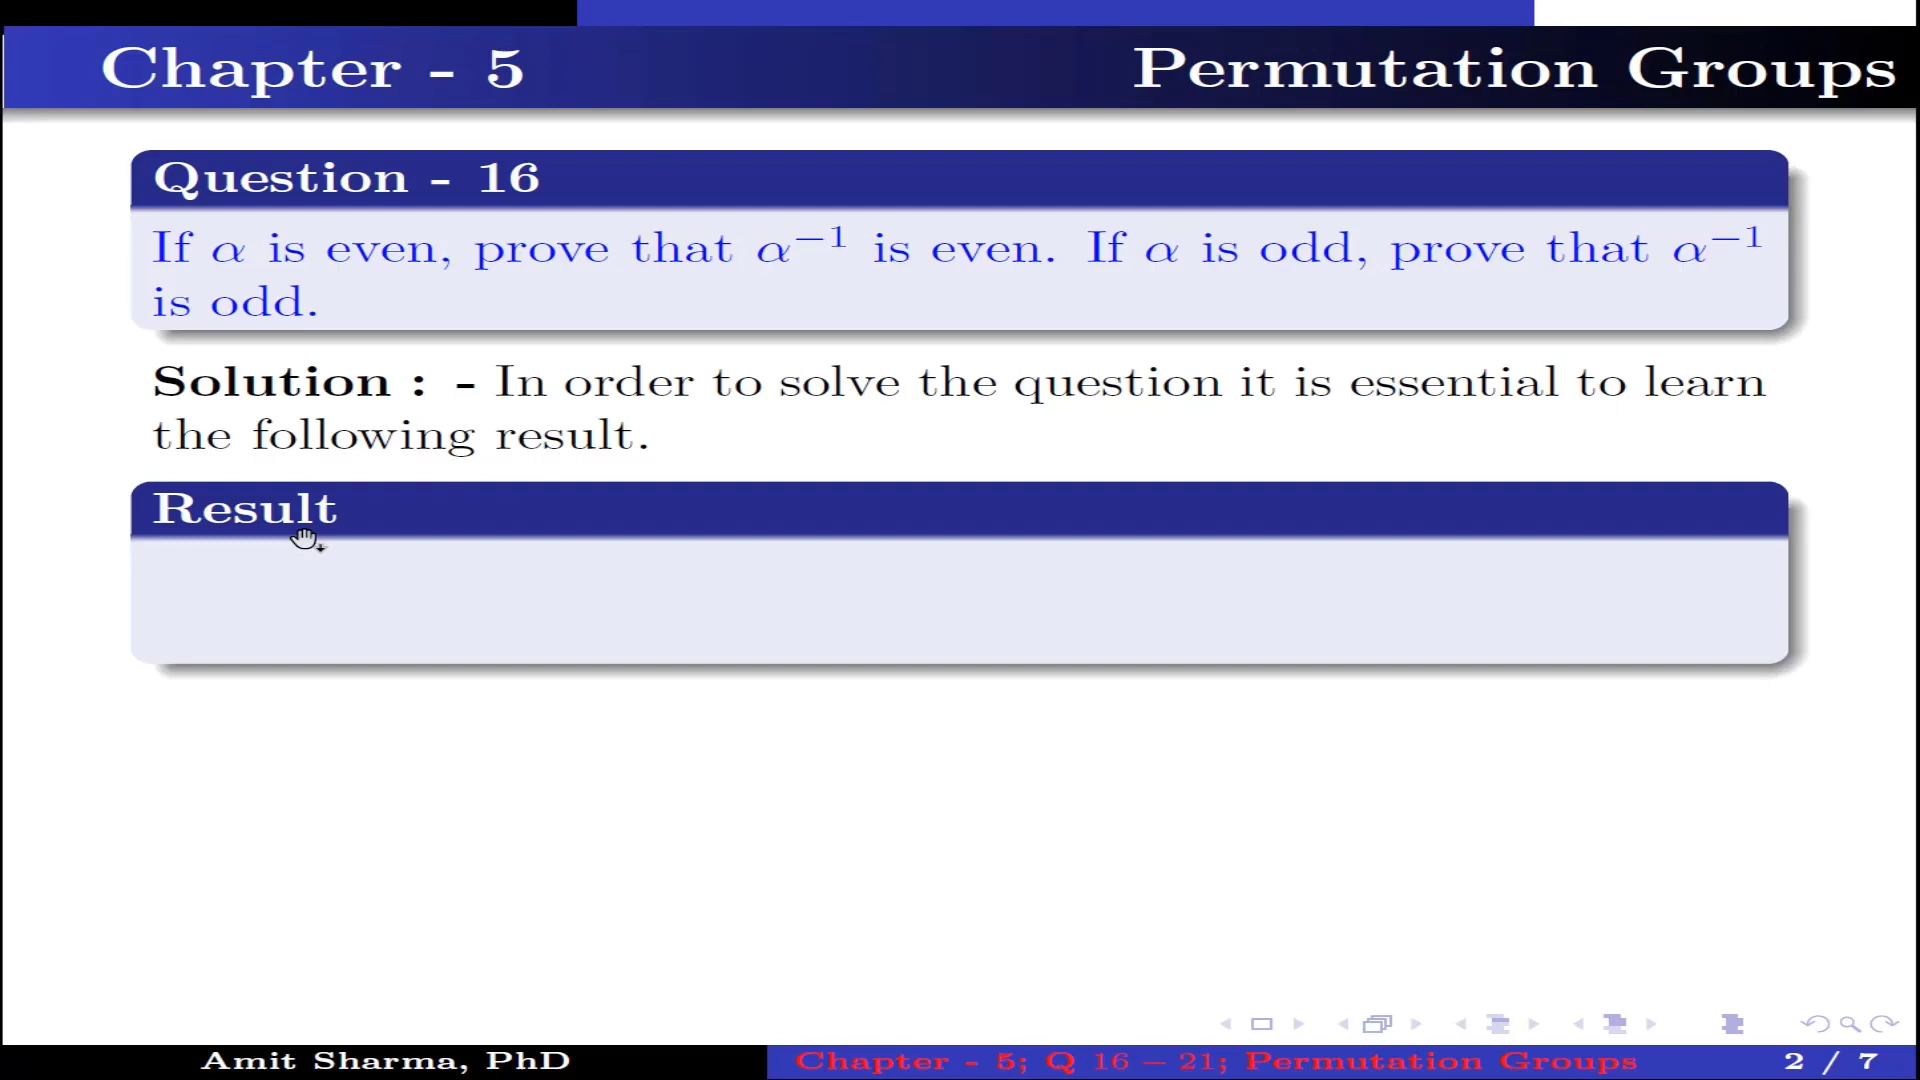 Chapter - 5 Permutation Groups
Question - 16
If α is even, prove that α⁻¹ is even. If α is odd, prove that α⁻¹
is odd.
Solution : - In order to solve the question it is essential to learn
the following result.
Result
Amit Sharma, PhD Chapter - 5; Q 16 – 21; Permutation Groups 2 / 7